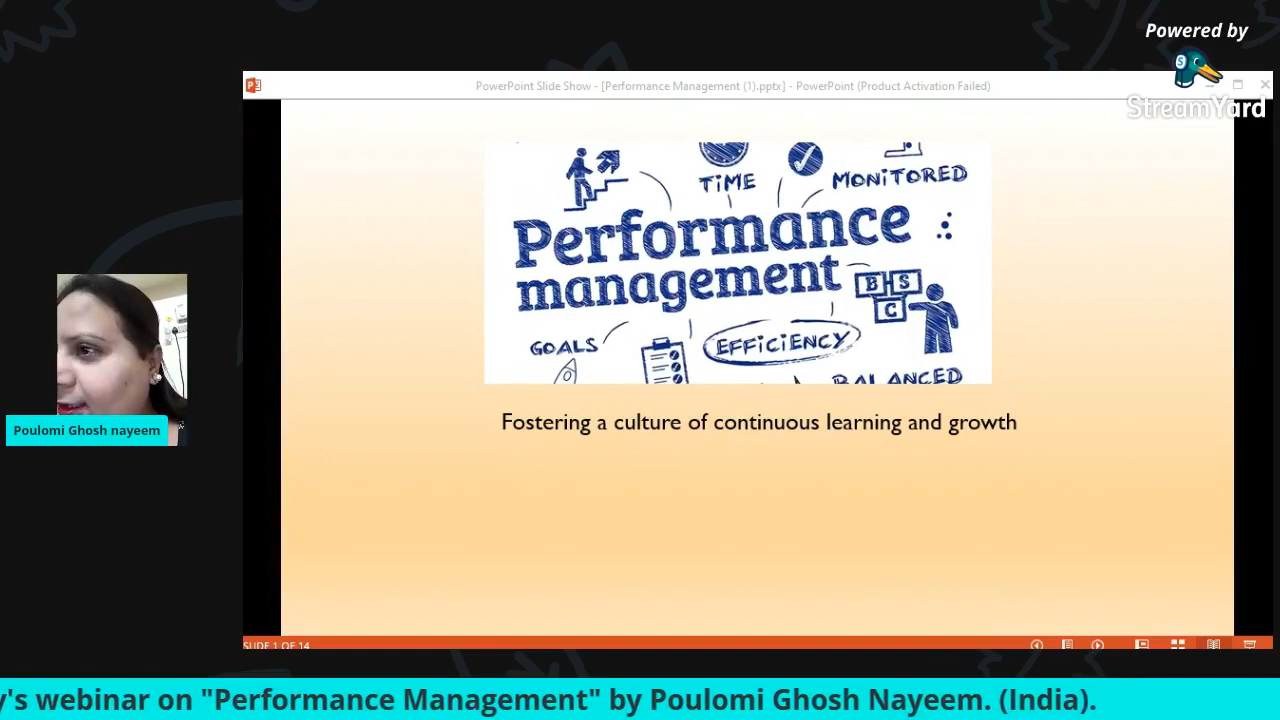 Powered by
StreamYard
PowerPoint Slide Show - [Performance Management (1).pptx] - PowerPoint (Product Activation Failed)
TIME
MONITORED
Performance
management
B S
C
GOALS
EFFICIENCY
BALANCED
Fostering a culture of continuous learning and growth
Poulomi Ghosh nayeem
SLIDE 1 OF 14
y's webinar on "Performance Management" by Poulomi Ghosh Nayeem. (India).